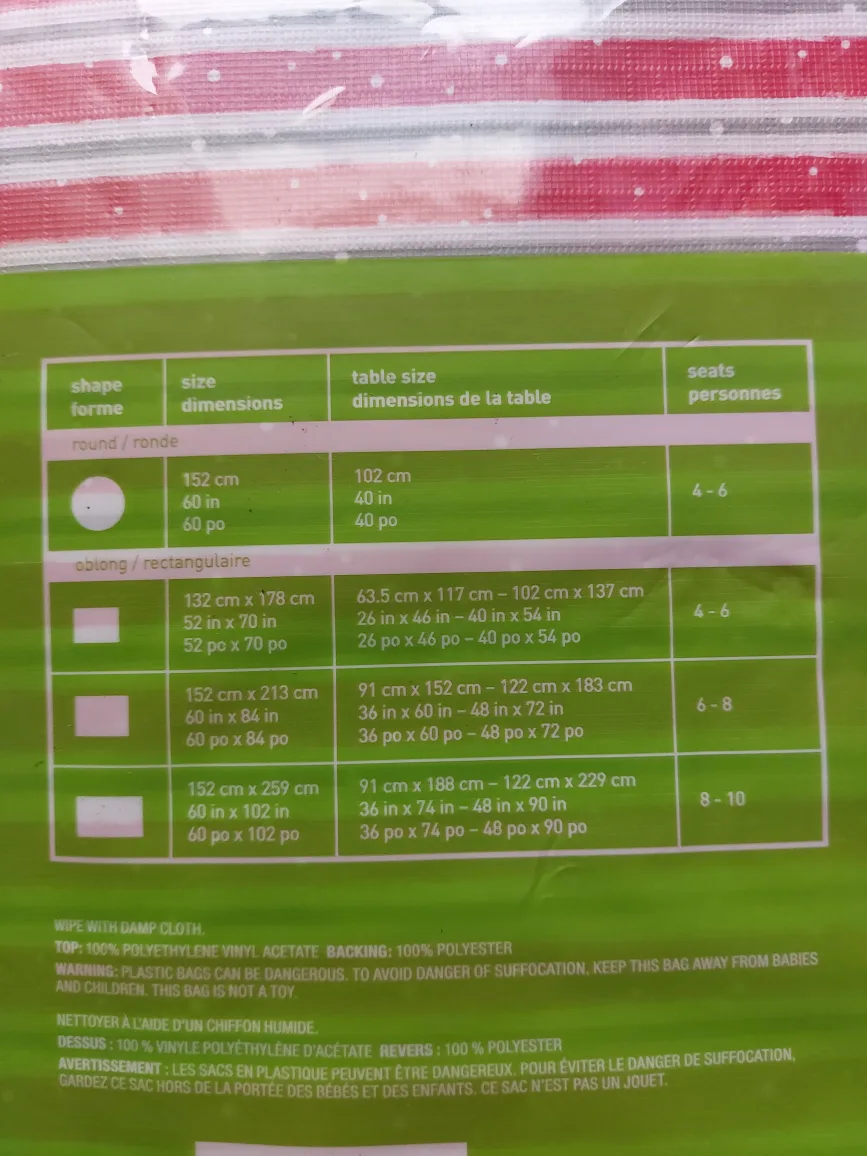 shape
forme
size
dimensions
table size
dimensions de la table
seats
personnes
round / ronde
152 cm
60 in
60 po
102 cm
40 in
40 po
4 - 6
oblong / rectangulaire
132 cm x 178 cm
52 in x 70 in
52 po x 70 po
63.5 cm x 117 cm – 102 cm x 137 cm
26 in x 46 in – 40 in x 54 in
26 po x 46 po – 40 po x 54 po
4 - 6
152 cm x 213 cm
60 in x 84 in
60 po x 84 po
91 cm x 152 cm – 122 cm x 183 cm
36 in x 60 in – 48 in x 72 in
36 po x 60 po – 48 po x 72 po
6 - 8
152 cm x 259 cm
60 in x 102 in
60 po x 102 po
91 cm x 188 cm – 122 cm x 229 cm
36 in x 74 in – 48 in x 90 in
36 po x 74 po – 48 po x 90 po
8 - 10
WIPE WITH DAMP CLOTH.
TOP: 100% POLYETHYLENE VINYL ACETATE BACKING: 100% POLYESTER
WARNING: PLASTIC BAGS CAN BE DANGEROUS. TO AVOID DANGER OF SUFFOCATION, KEEP THIS BAG AWAY FROM BABIES
AND CHILDREN. THIS BAG IS NOT A TOY.
NETTOYER À L'AIDE D'UN CHIFFON HUMIDE.
DESSUS : 100 % VINYLE POLYÉTHYLÈNE D'ACÉTATE REVERS : 100 % POLYESTER
AVERTISSEMENT : LES SACS EN PLASTIQUE PEUVENT ÊTRE DANGEREUX. POUR ÉVITER LE DANGER DE SUFFOCATION,
GARDEZ CE SAC HORS DE LA PORTÉE DES BÉBÉS ET DES ENFANTS. CE SAC N'EST PAS UN JOUET.